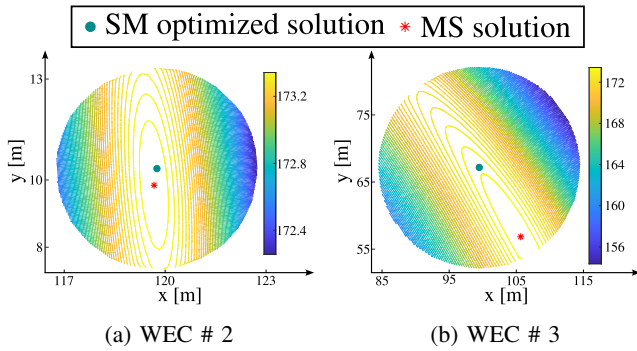 SM optimized solution MS solution
y [m]
13
10
8
117 120 123
x [m]
173.2
172.8
172.4
y [m]
75
67
65
55
85 95 105 115
x [m]
172
168
164
160
156
(a) WEC # 2 (b) WEC # 3